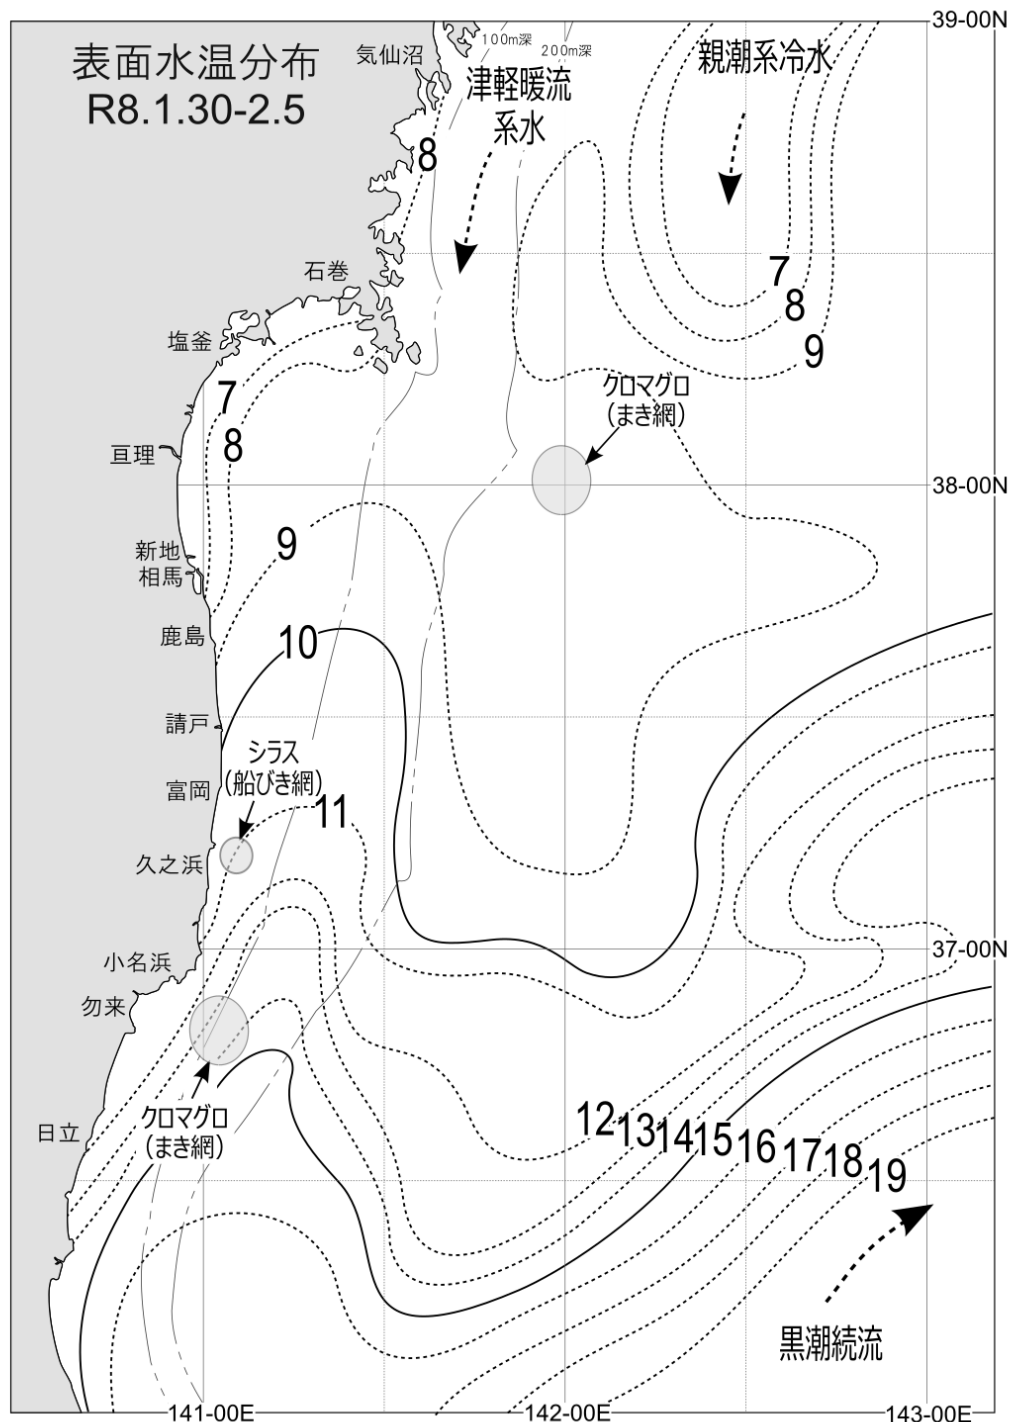 表面水温分布
R8.1.30-2.5
39-00N
気仙沼
100m深
200m深
津軽暖流
系水
親潮系冷水
8
石巻
7
8
9
塩釜
7
8
クロマグロ
(まき網)
亘理
38-00N
9
新地
相馬
鹿島
10
請戸
シラス
(船びき網)
富岡
11
久之浜
37-00N
小名浜
勿来
クロマグロ
(まき網)
日立
12
13
14
15
16
17
18
19
黒潮続流
141-00E
142-00E
143-00E